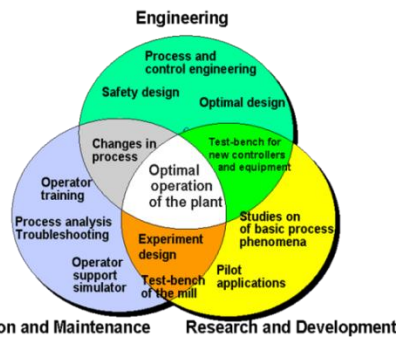 Engineering
Process and
control engineering
Safety design
Optimal design
Changes in
process
Test-bench for
new controllers
and equipment
Optimal
operation
of the plant
Operator
training
Process analysis
Troubleshooting
Operator
support
simulator
Experiment
design
Test-bench
of the mill
Studies on
of basic process
phenomena
Pilot
applications
on and Maintenance
Research and Development